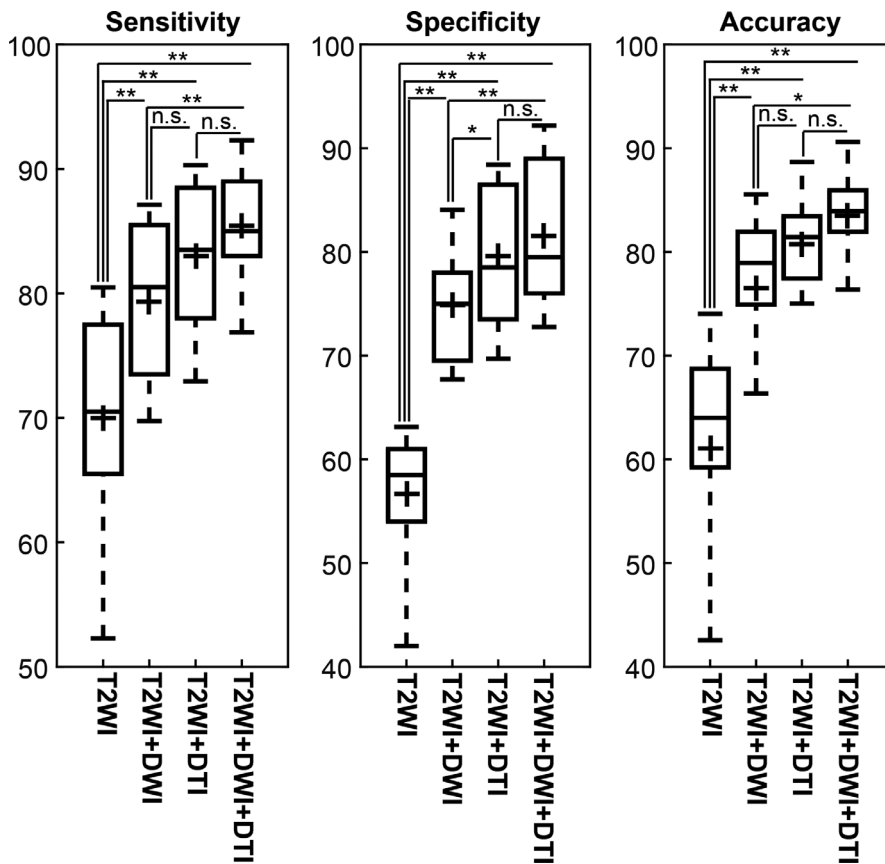 Sensitivity
100
90
80
70
60
50
**
**
**
**
n.s.
n.s.
T2WI
T2WI+DWI
T2WI+DTI
T2WI+DWI+DTI
Specificity
100
90
80
70
60
50
40
**
**
**
**
n.s.
*
T2WI
T2WI+DWI
T2WI+DTI
T2WI+DWI+DTI
Accuracy
100
90
80
70
60
50
40
**
**
**
*
n.s.
n.s.
T2WI
T2WI+DWI
T2WI+DTI
T2WI+DWI+DTI